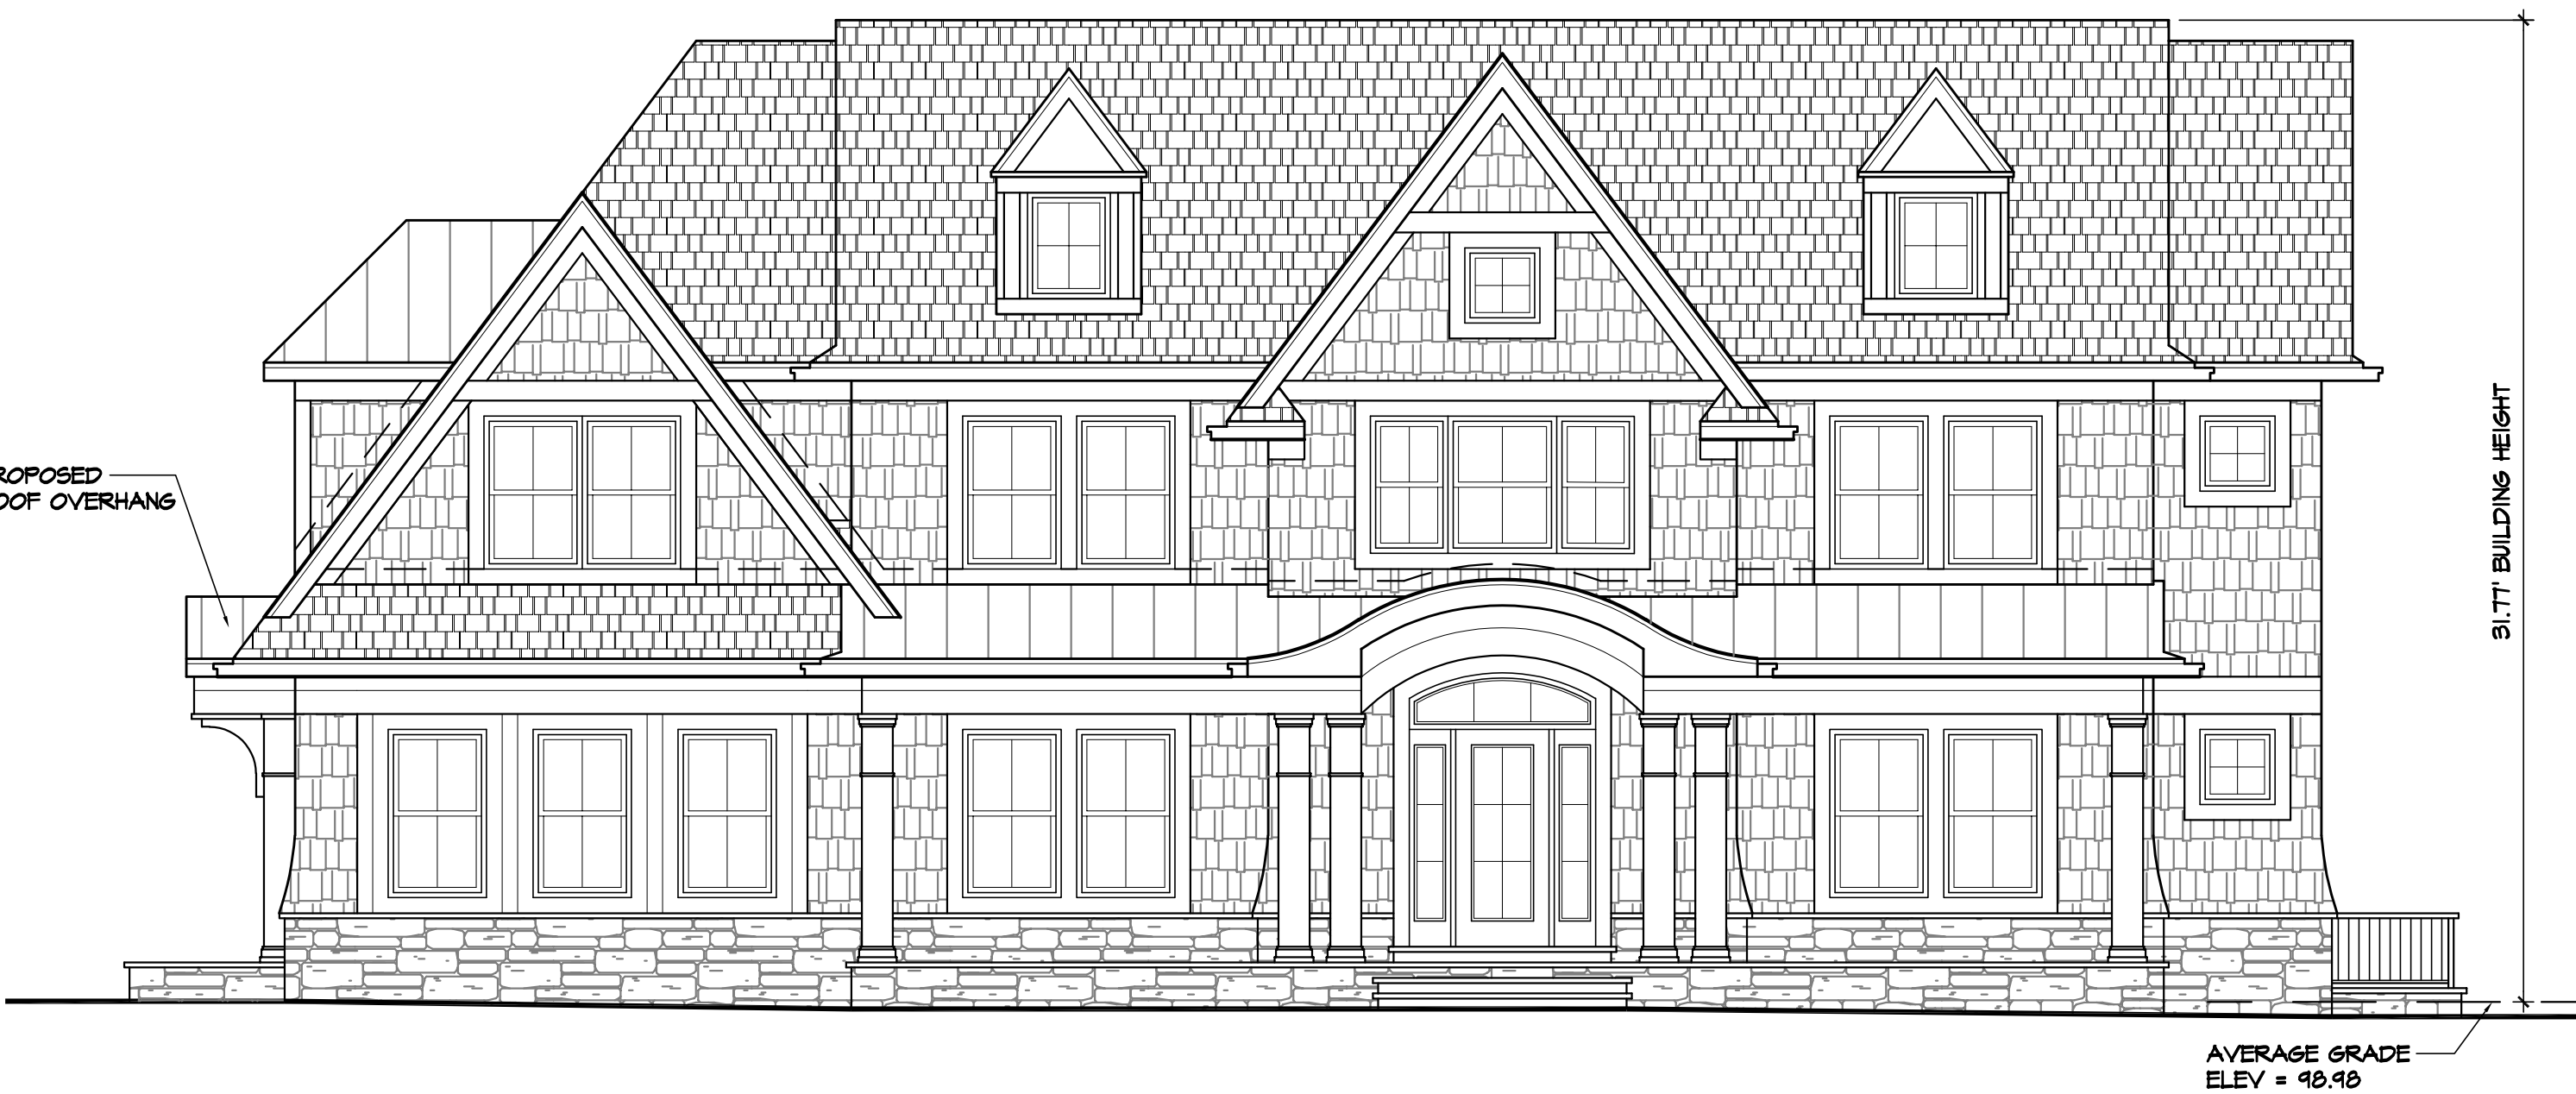 ROPOSED
OOF OVERHANG
31.77' BUILDING HEIGHT
AVERAGE GRADE
ELEV = 98.98